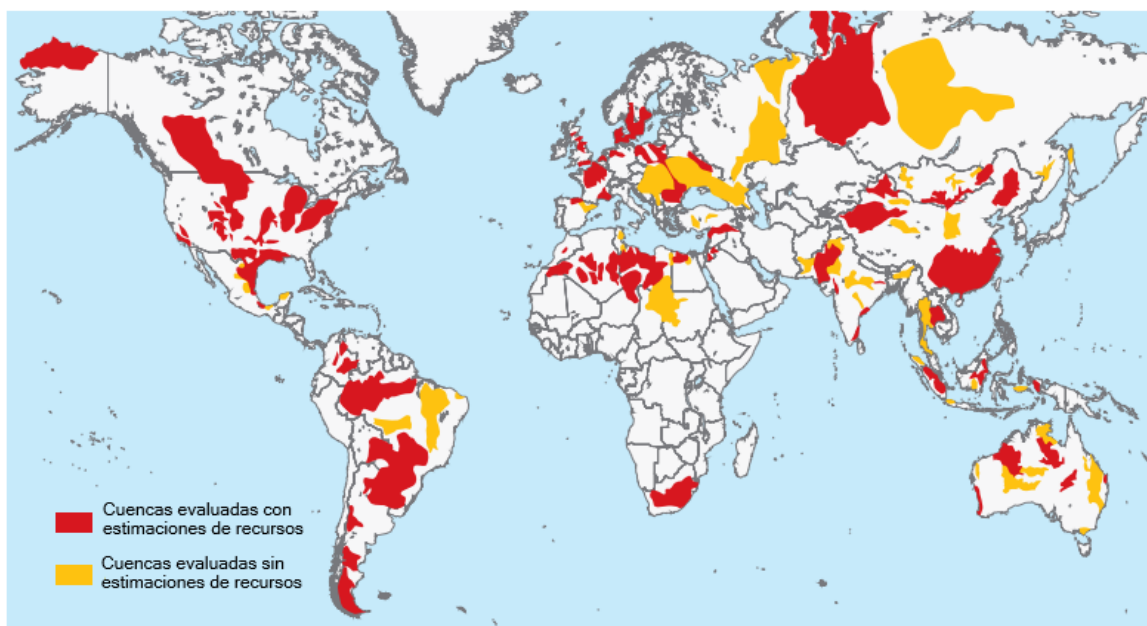 Cuencas evaluadas con
estimaciones de recursos
Cuencas evaluadas sin
estimaciones de recursos